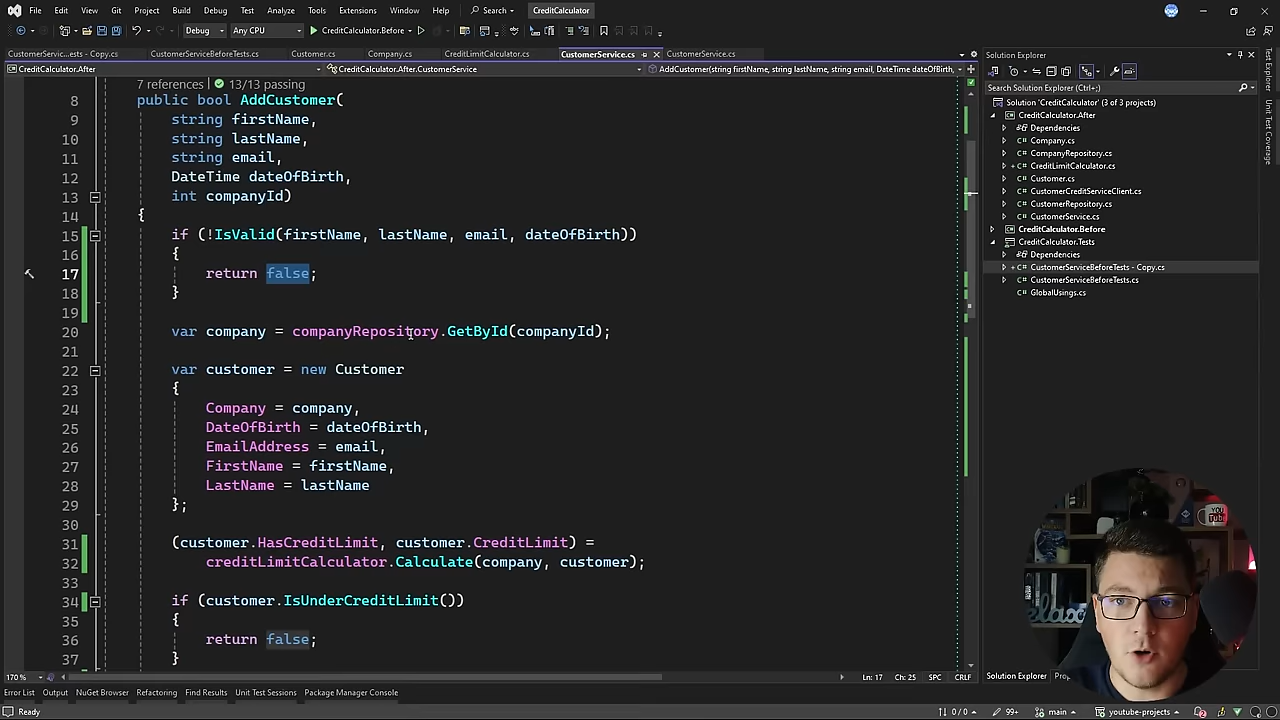 File Edit View Git Project Build Debug Test Analyze Tools Extensions Window Help Search CreditCalculator
Debug Any CPU CreditCalculator.Before
CustomerServic...ests - Copy.cs CustomerServiceBeforeTests.cs Customer.cs Company.cs CreditLimitCalculator.cs CustomerService.cs CustomerService.cs
CreditCalculator.After CreditCalculator.After.CustomerService AddCustomer(string firstName, string lastName, string email, DateTime dateOfBirth,
7 references | 13/13 passing
8 public bool AddCustomer(
9 string firstName,
10 string lastName,
11 string email,
12 DateTime dateOfBirth,
13 int companyId)
14 {
15 if (!IsValid(firstName, lastName, email, dateOfBirth))
16 {
17 return false;
18 }
19
20 var company = companyRepository.GetById(companyId);
21
22 var customer = new Customer
23 {
24 Company = company,
25 DateOfBirth = dateOfBirth,
26 EmailAddress = email,
27 FirstName = firstName,
28 LastName = lastName
29 };
30
31 (customer.HasCreditLimit, customer.CreditLimit) =
32 creditLimitCalculator.Calculate(company, customer);
33
34 if (customer.IsUnderCreditLimit())
35 {
36 return false;
37 }
170 % Ln: 17 Ch: 25 SPC CRLF
Error List Output NuGet Browser Refactoring Find Results Unit Test Sessions Package Manager Console
Ready 0 / 0 99+ main youtube-projects
Solution Explorer
Search Solution Explorer (Ctrl+;)
Solution 'CreditCalculator' (3 of 3 projects)
CreditCalculator.After
Dependencies
C# Company.cs
C# CompanyRepository.cs
+ C# CreditLimitCalculator.cs
C# Customer.cs
C# CustomerCreditServiceClient.cs
C# CustomerRepository.cs
C# CustomerService.cs
CreditCalculator.Before
CreditCalculator.Tests
Dependencies
+ C# CustomerServiceBeforeTests - Copy.cs
C# CustomerServiceBeforeTests.cs
C# GlobalUsings.cs
Solution Explorer
Test Explorer
Unit Test Coverage